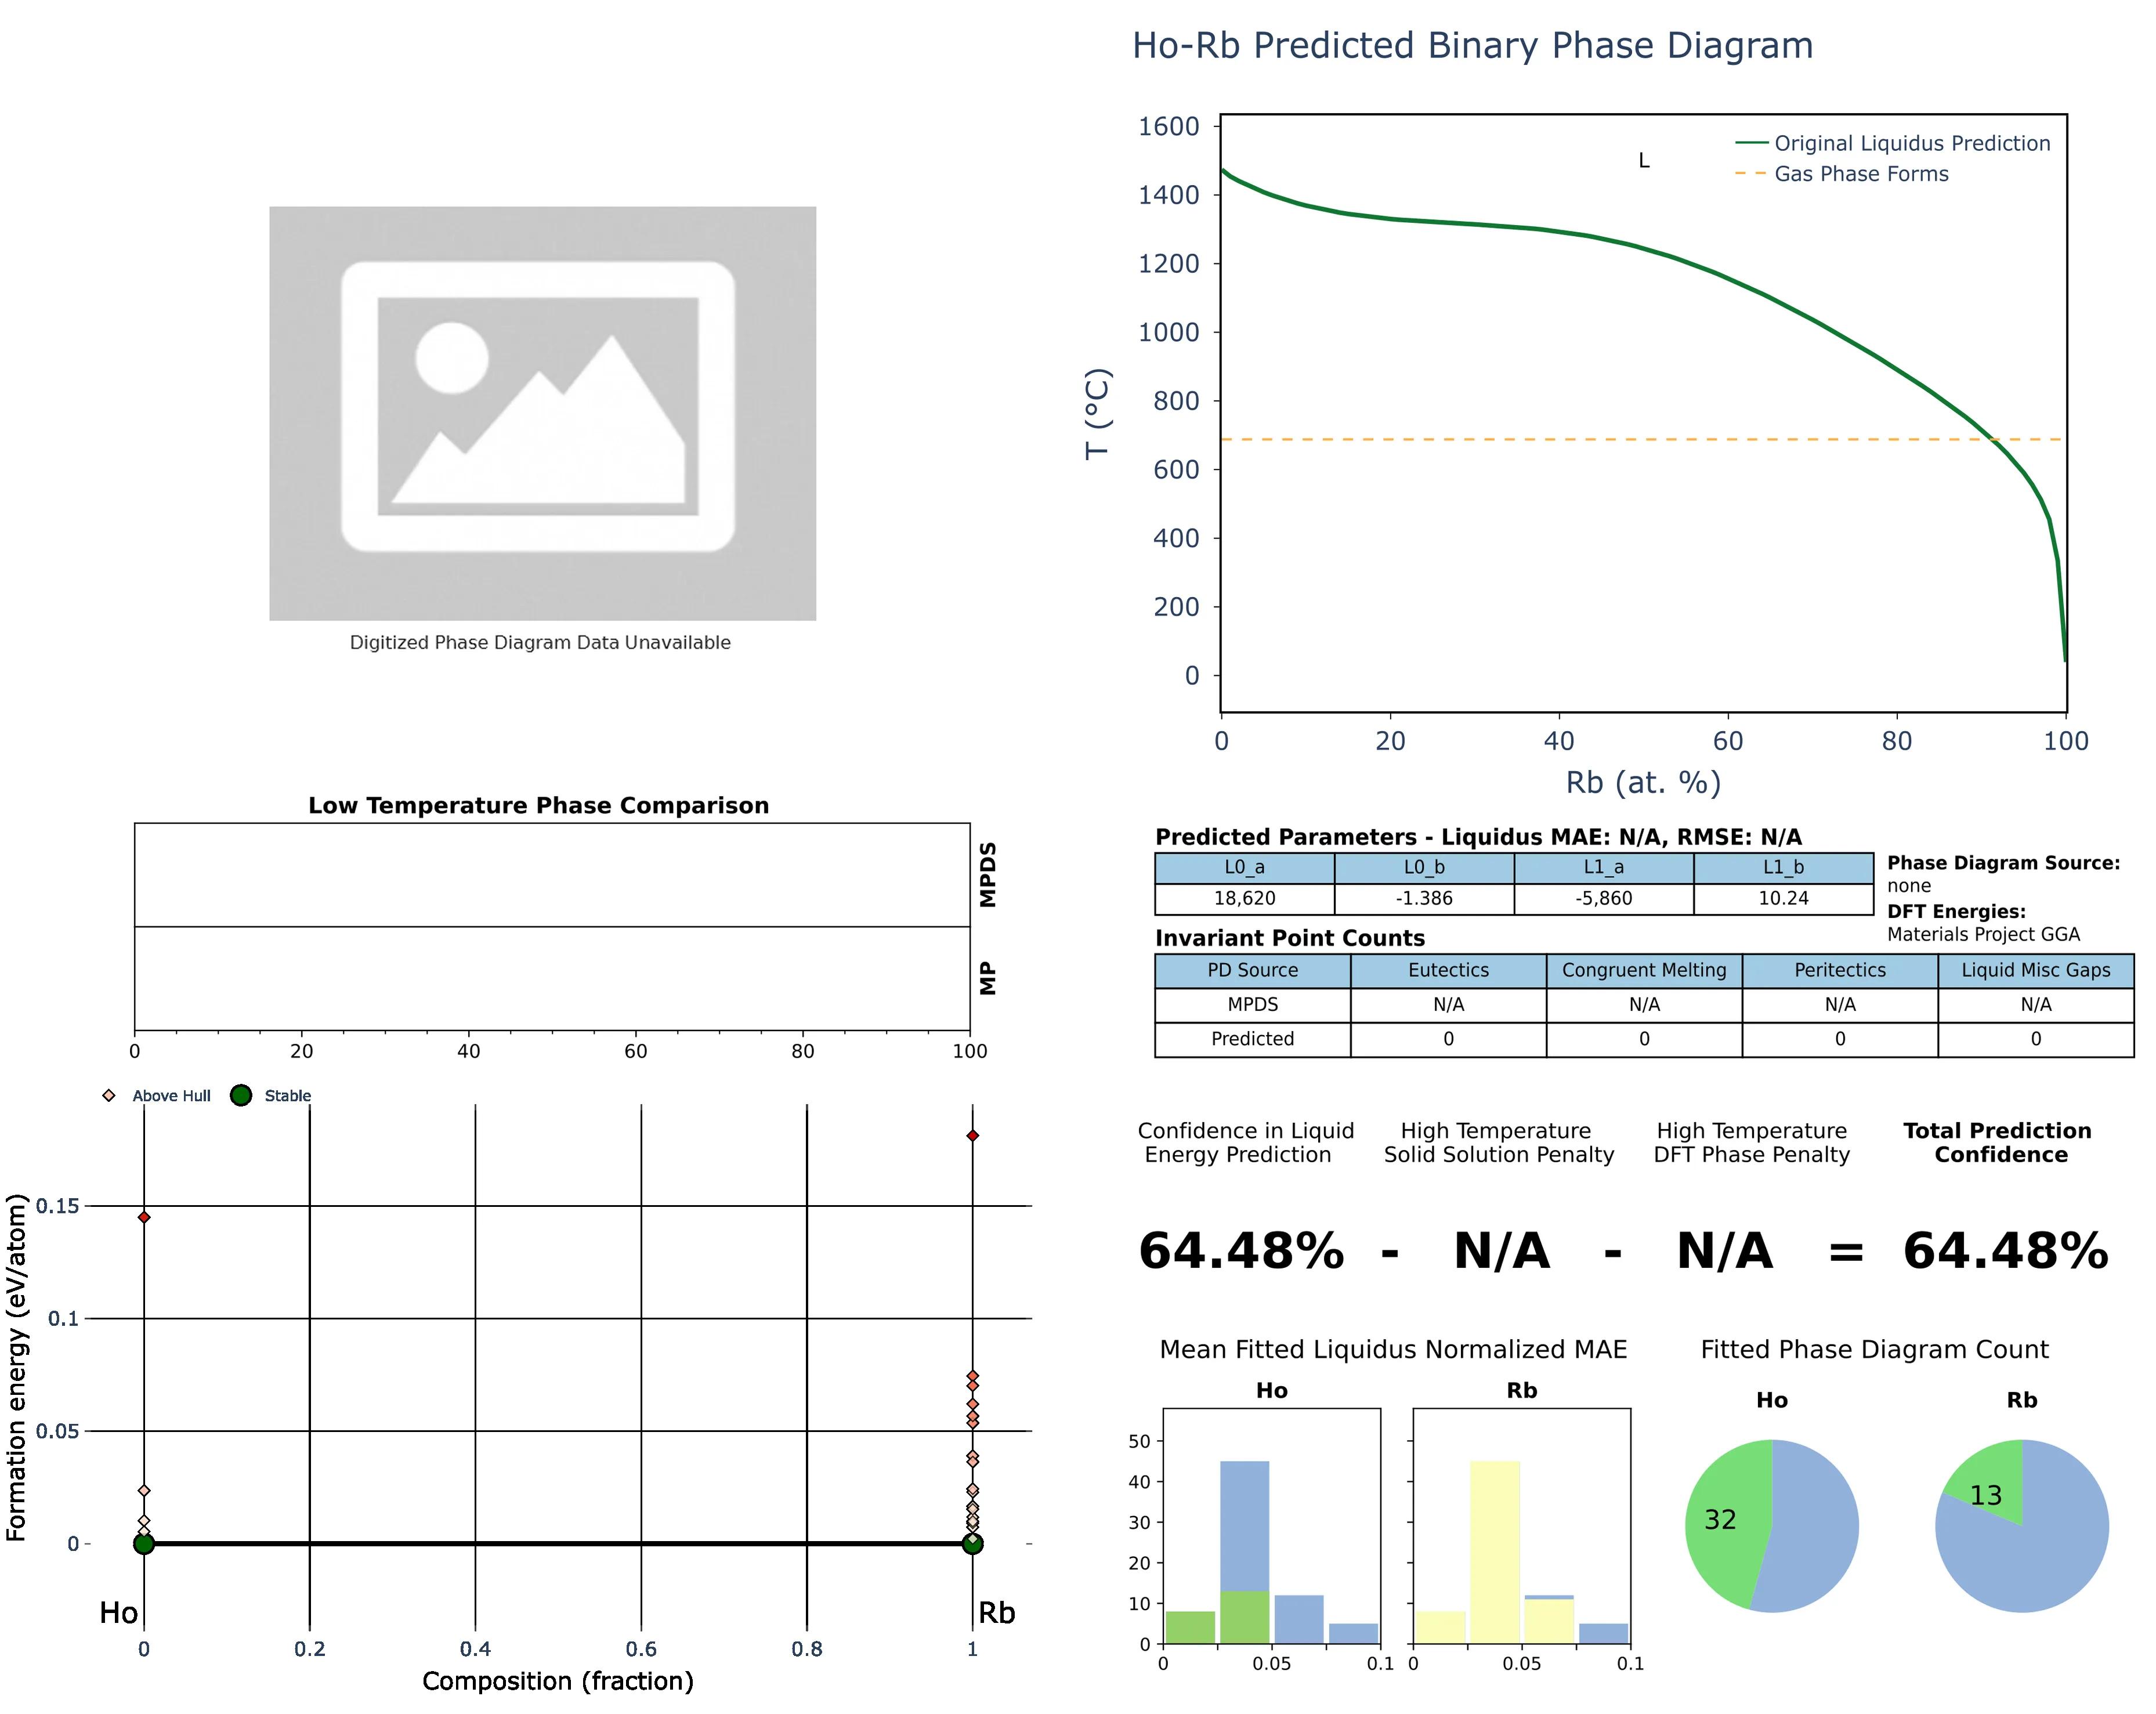 Ho-Rb Predicted Binary Phase Diagram
1600
1400
1200
1000
800
600
400
200
0
T (°C)
L
Original Liquidus Prediction
Gas Phase Forms
0 20 40 60 80 100
Rb (at. %)
Digitized Phase Diagram Data Unavailable
Low Temperature Phase Comparison
MPDS
MP
0 20 40 60 80 100
Predicted Parameters - Liquidus MAE: N/A, RMSE: N/A
L0_a L0_b L1_a L1_b
18,620 -1.386 -5,860 10.24
Phase Diagram Source:
none
DFT Energies:
Materials Project GGA
Invariant Point Counts
PD Source Eutectics Congruent Melting Peritectics Liquid Misc Gaps
MPDS N/A N/A N/A N/A
Predicted 0 0 0 0
Above Hull Stable
0.15
0.1
0.05
0
Formation energy (eV/atom)
Ho Rb
0 0.2 0.4 0.6 0.8 1
Composition (fraction)
Confidence in Liquid
Energy Prediction
High Temperature
Solid Solution Penalty
High Temperature
DFT Phase Penalty
Total Prediction
Confidence
64.48% - N/A - N/A = 64.48%
Mean Fitted Liquidus Normalized MAE
Ho Rb
50
40
30
20
10
0
0 0.05 0.1 0 0.05 0.1
Fitted Phase Diagram Count
Ho Rb
32 13